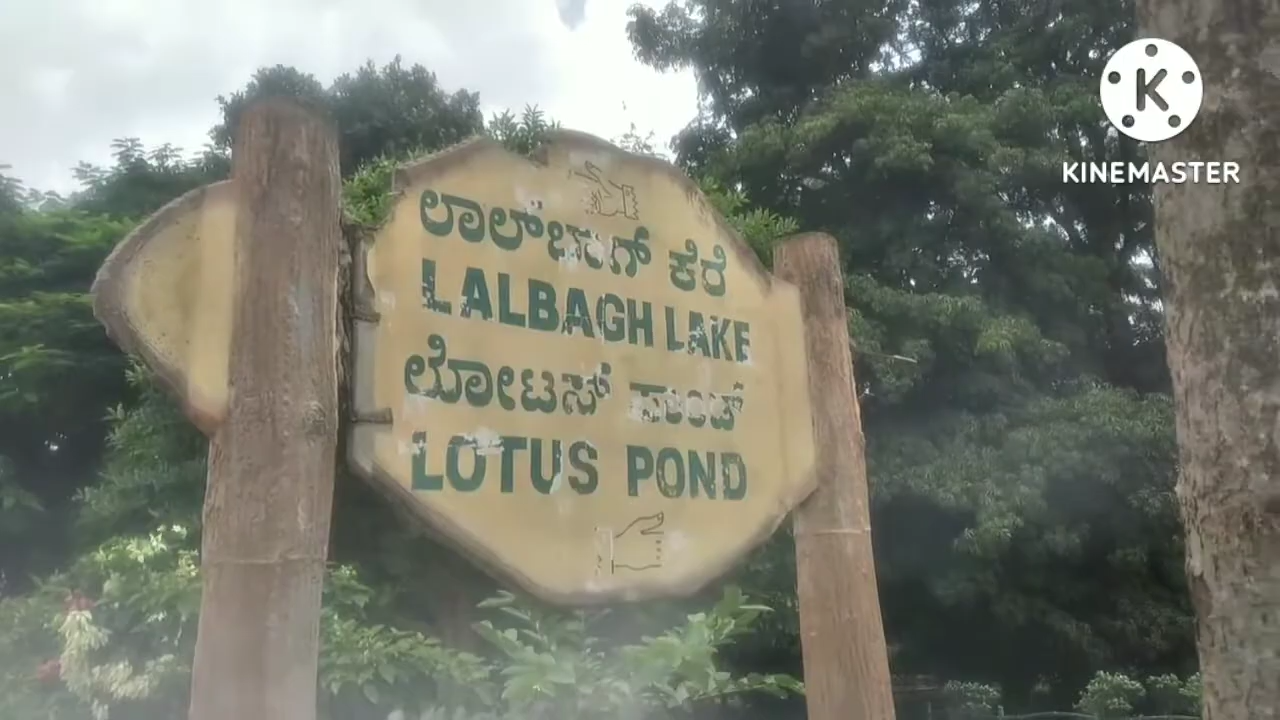 ಲಾಲ್‌ಬಾಗ್ ಕೆರೆ
LALBAGH LAKE
ಲೋಟಸ್ ಪಾಂಡ್
LOTUS POND
K
KINEMASTER